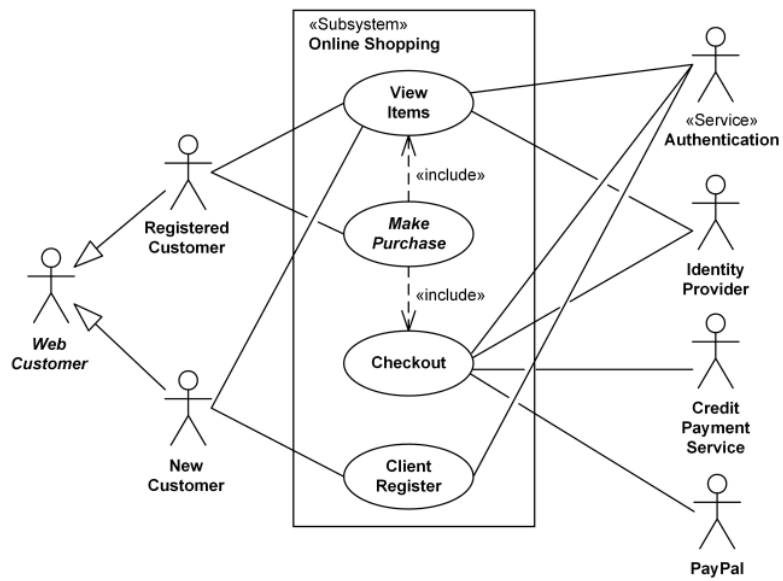 «Subsystem»
Online Shopping
View
Items
«Service»
Authentication
«include»
Registered
Customer
Make
Purchase
Identity
Provider
«include»
Web
Customer
Checkout
Credit
Payment
Service
New
Customer
Client
Register
PayPal